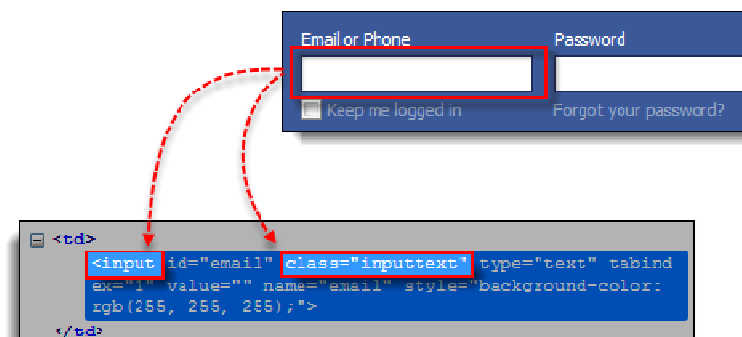 Email or Phone Password
Keep me logged in Forgot your password?
<td>
<input id="email" class="inputtext" type="text" tabind
ex="1" value="" name="email" style="background-color:
rgb(255, 255, 255);">
</td>